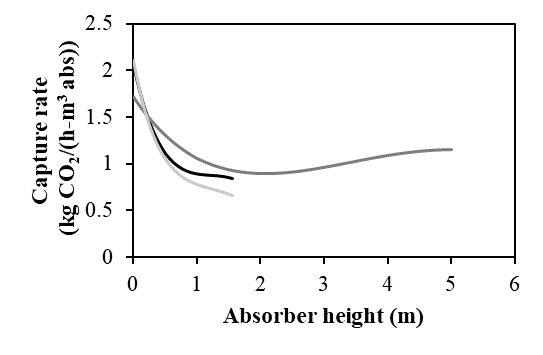 Capture rate
(kg CO₂/(h-m³ abs))
2.5
2
1.5
1
0.5
0
0 1 2 3 4 5 6
Absorber height (m)